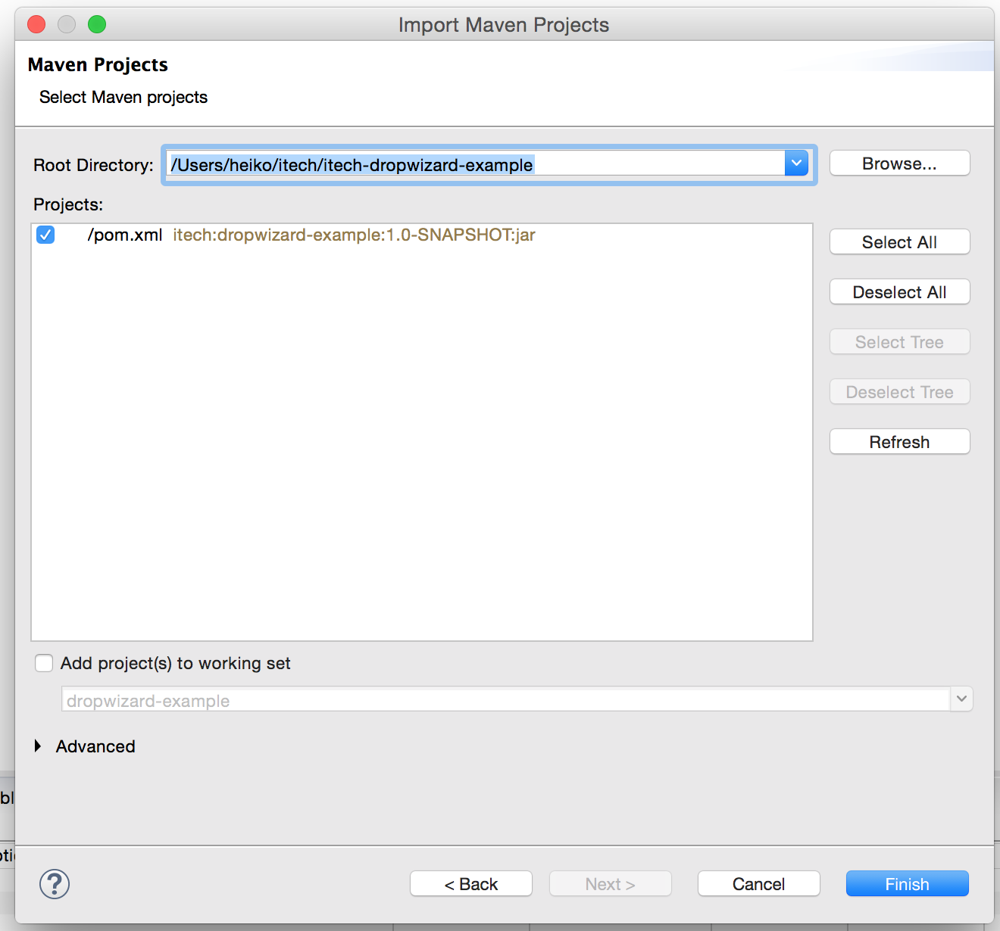 Import Maven Projects
Maven Projects
Select Maven projects
Root Directory: /Users/heiko/itech/itech-dropwizard-example Browse...
Projects:
/pom.xml itech:dropwizard-example:1.0-SNAPSHOT:jar
Select All
Deselect All
Select Tree
Deselect Tree
Refresh
Add project(s) to working set
dropwizard-example
Advanced
bl
? < Back Next > Cancel Finish